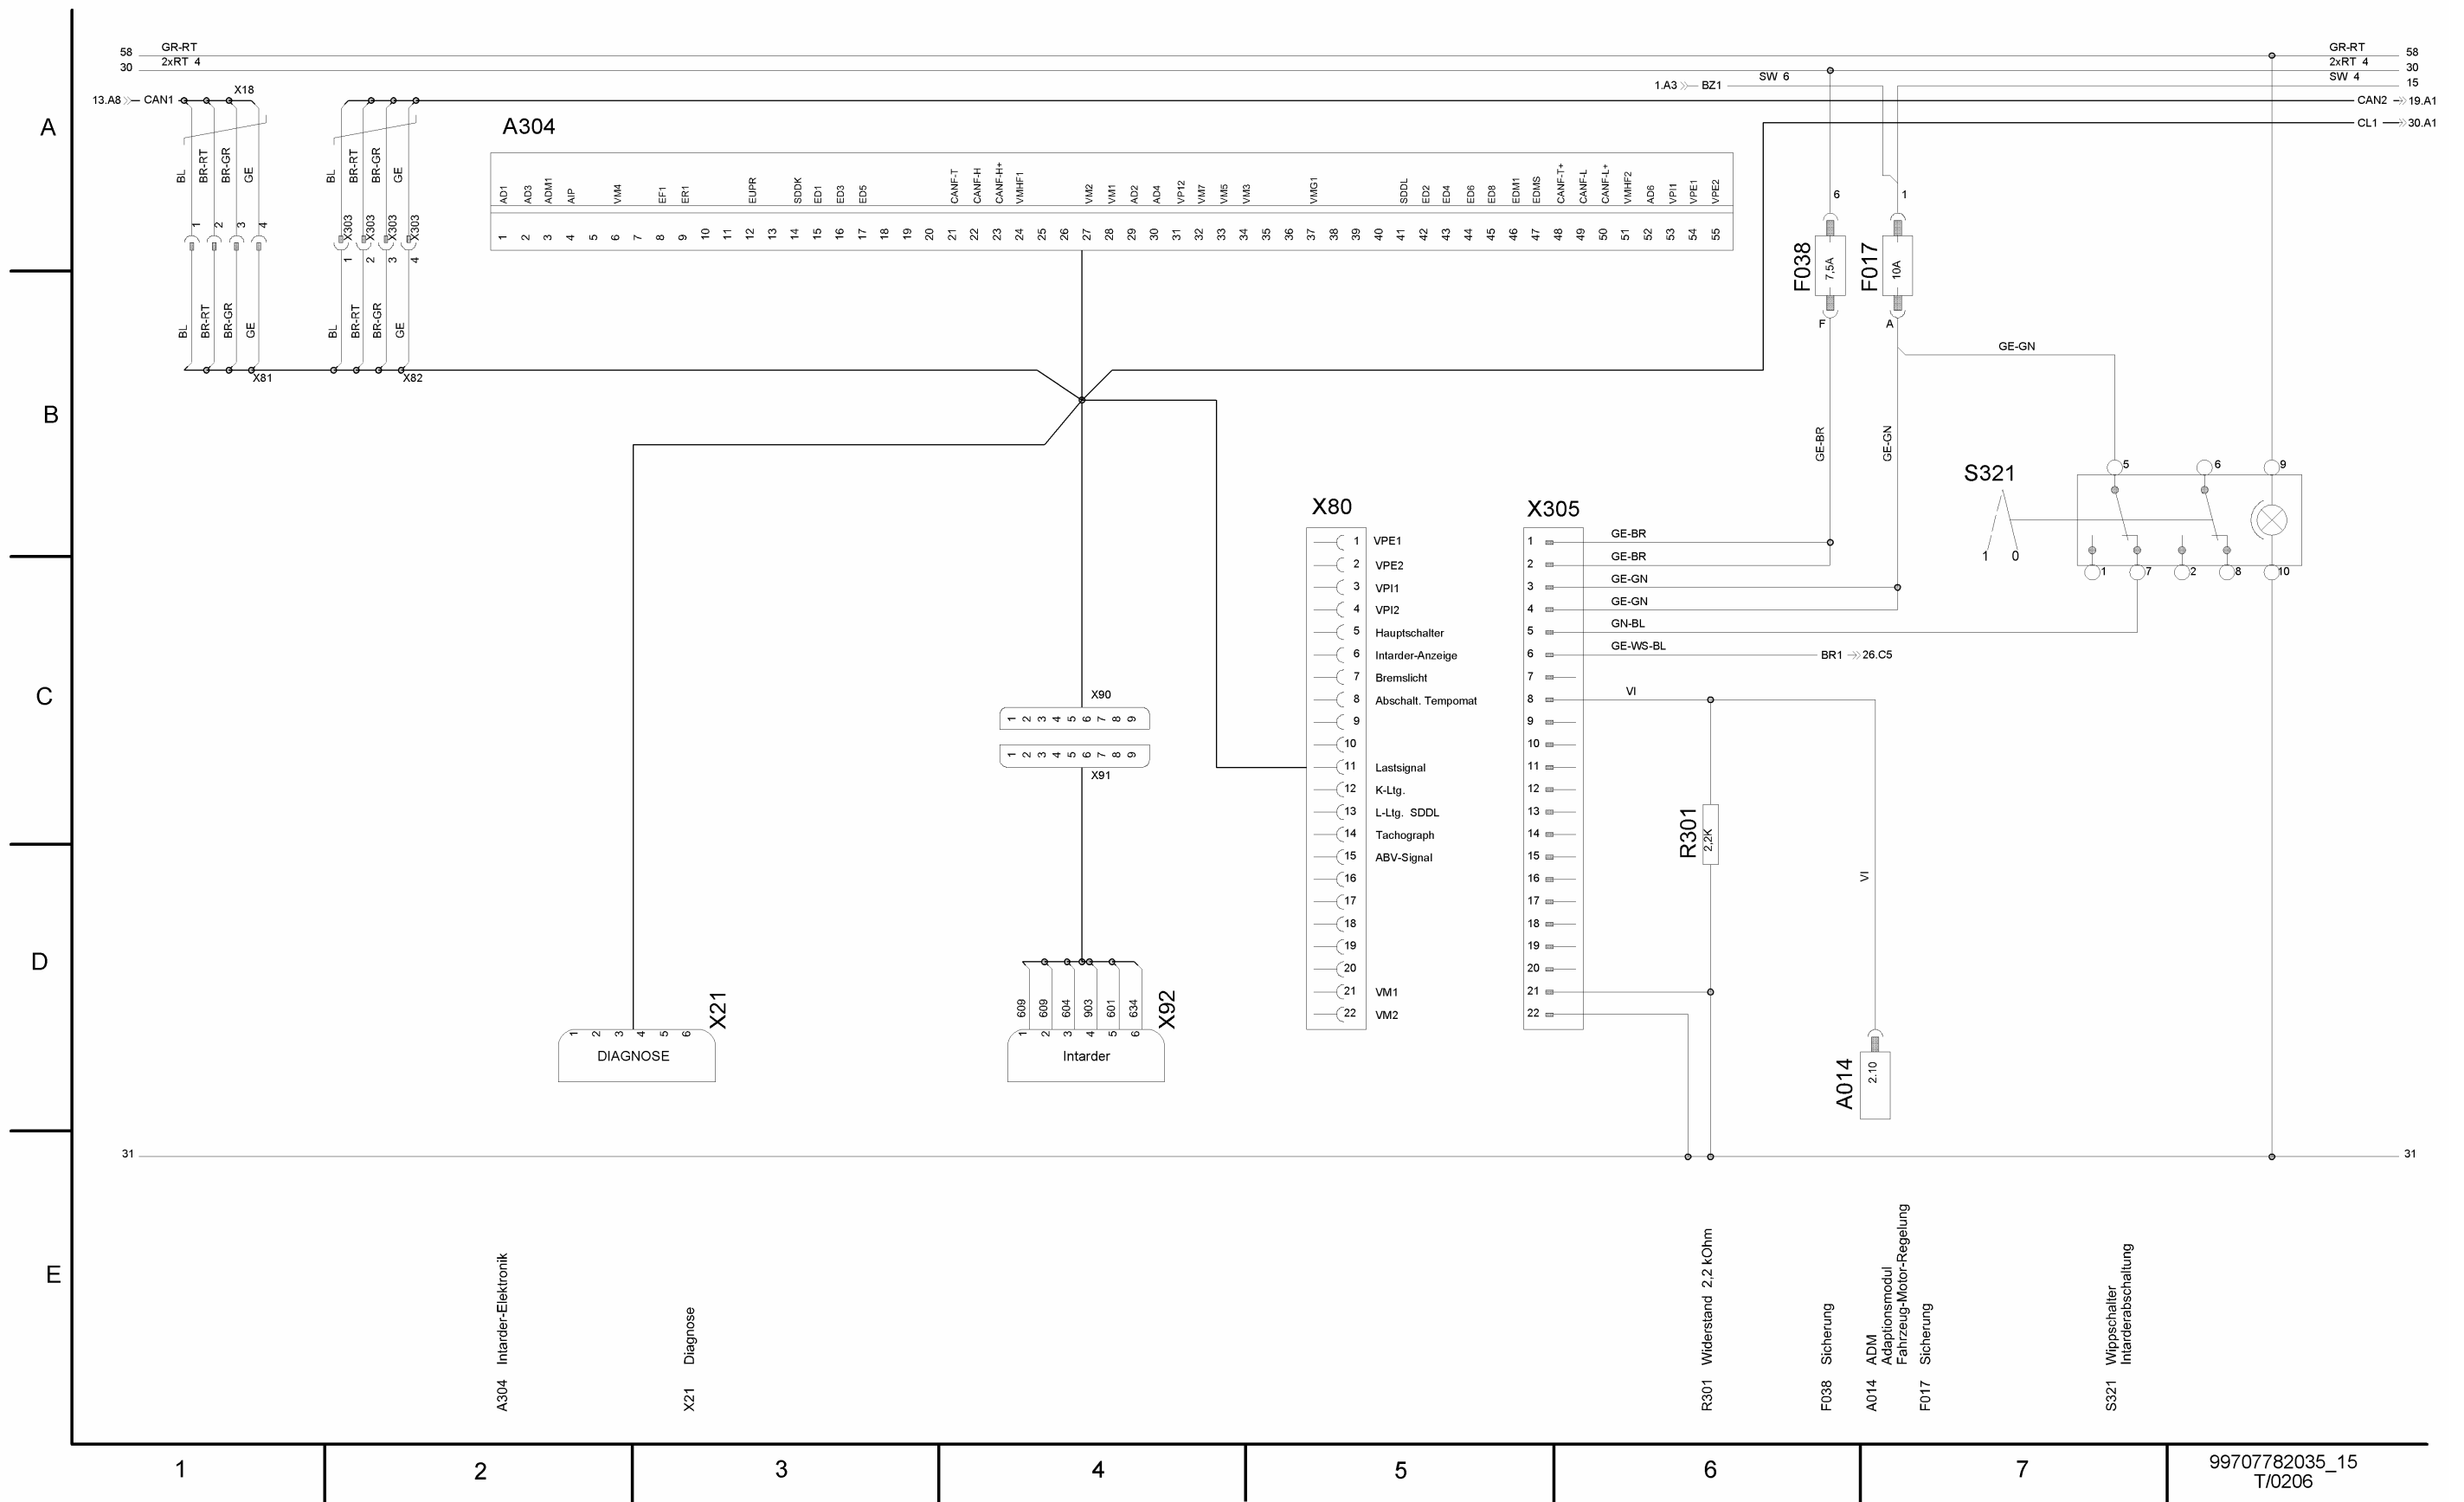 58 GR-RT GR-RT 58
30 2xRT 4 2xRT 4 30
1.A3 BZ1 SW 6 SW 4 15
13.A8 CAN1 X18 CAN2 19.A1
CL1 30.A1
A
A304
BL BR-RT BR-GR GE
BL BR-RT BR-GR GE
1 2 3 4
X303 X303 X303 X303
1 2 3 4
AD1 AD3 ADM1 AIP VM4 EF1 ER1 EUPR SDDK ED1 ED3 ED5 CANF-T CANF-H CANF-H+ VMHF1 VM2 VM1 AD2 AD4 VP12 VM7 VM5 VM3 VMG1 SDDL ED2 ED4 ED6 ED8 EDM1 EDMS CANF-T+ CANF-L CANF-L+ VMHF2 AD6 VPI1 VPE1 VPE2
1 2 3 4 5 6 7 8 9 10 11 12 13 14 15 16 17 18 19 20 21 22 23 24 25 26 27 28 29 30 31 32 33 34 35 36 37 38 39 40 41 42 43 44 45 46 47 48 49 50 51 52 53 54 55
6 1
F038 7,5A F017 10A
F A
BL BR-RT BR-GR GE
BL BR-RT BR-GR GE
X81 X82
GE-GN
B
GE-BR GE-GN
S321
5 6 9
1 0
1 7 2 8 10
X80
1 VPE1
2 VPE2
3 VPI1
4 VPI2
5 Hauptschalter
6 Intarder-Anzeige
7 Bremslicht
8 Abschalt. Tempomat
9
10
11 Lastsignal
12 K-Ltg.
13 L-Ltg. SDDL
14 Tachograph
15 ABV-Signal
16
17
18
19
20
21 VM1
22 VM2
X305
1 GE-BR
2 GE-BR
3 GE-GN
4 GE-GN
5 GN-BL
6 GE-WS-BL BR1 26.C5
7
8 VI
9
10
11
12
13
14
15
16
17
18
19
20
21
22
C
X90
1 2 3 4 5 6 7 8 9
1 2 3 4 5 6 7 8 9
X91
R301 2,2K
VI
D
609 609 604 903 601 634
X21
1 2 3 4 5 6
DIAGNOSE
X92
1 2 3 4 5 6
Intarder
A014 2.10
31 31
E
A304 Intarder-Elektronik
X21 Diagnose
R301 Widerstand 2,2 kOhm
F038 Sicherung
A014 ADM
Adaptionsmodul
Fahrzeug-Motor-Regelung
F017 Sicherung
S321 Wippschalter
Intarderabschaltung
1 2 3 4 5 6 7
99707782035_15
T/0206